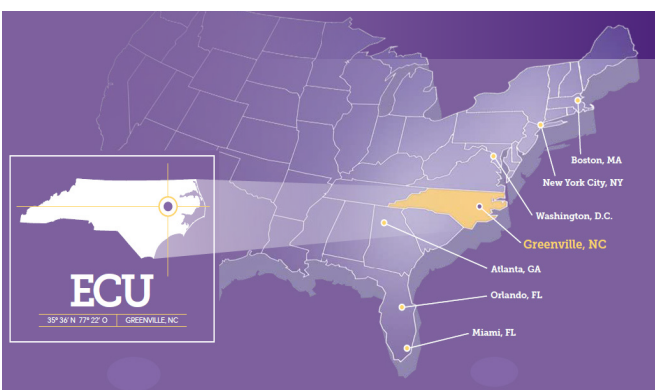 Boston, MA
New York City, NY
Washington, D.C.
Greenville, NC
Atlanta, GA
Orlando, FL
Miami, FL
ECU
35° 36' N 77° 22' O GREENVILLE, NC